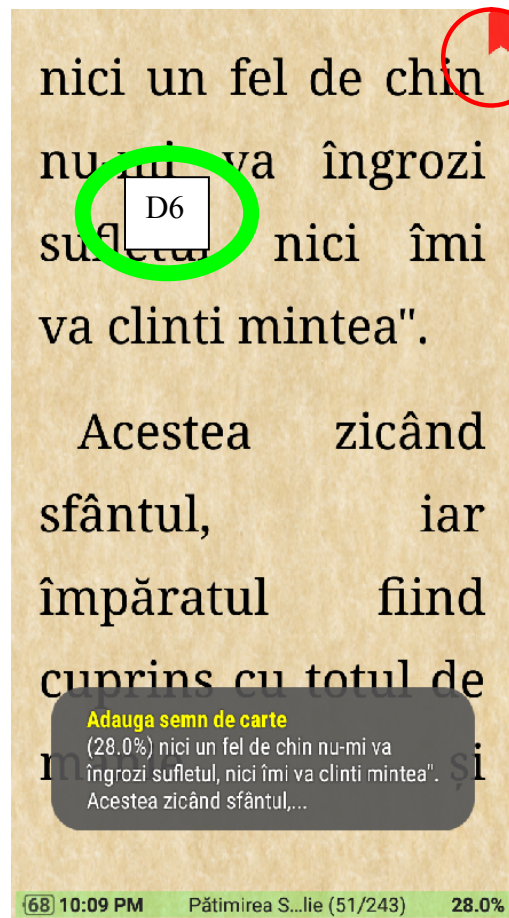 nici un fel de chin
nu-mi va îngrozi
D6
sufletul, nici îmi
va clinti mintea".
Acestea zicând
sfântul, iar
împăratul fiind
cuprins cu totul de
și
Adauga semn de carte
(28.0%) nici un fel de chin nu-mi va
îngrozi sufletul, nici îmi va clinti mintea".
Acestea zicând sfântul,...
68 10:09 PM Pătimirea S...lie (51/243) 28.0%